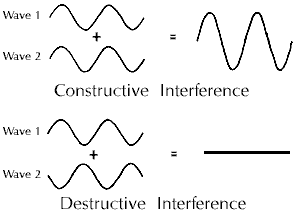 Wave 1
+ =
Wave 2
Constructive Interference
Wave 1
+ =
Wave 2
Destructive Interference